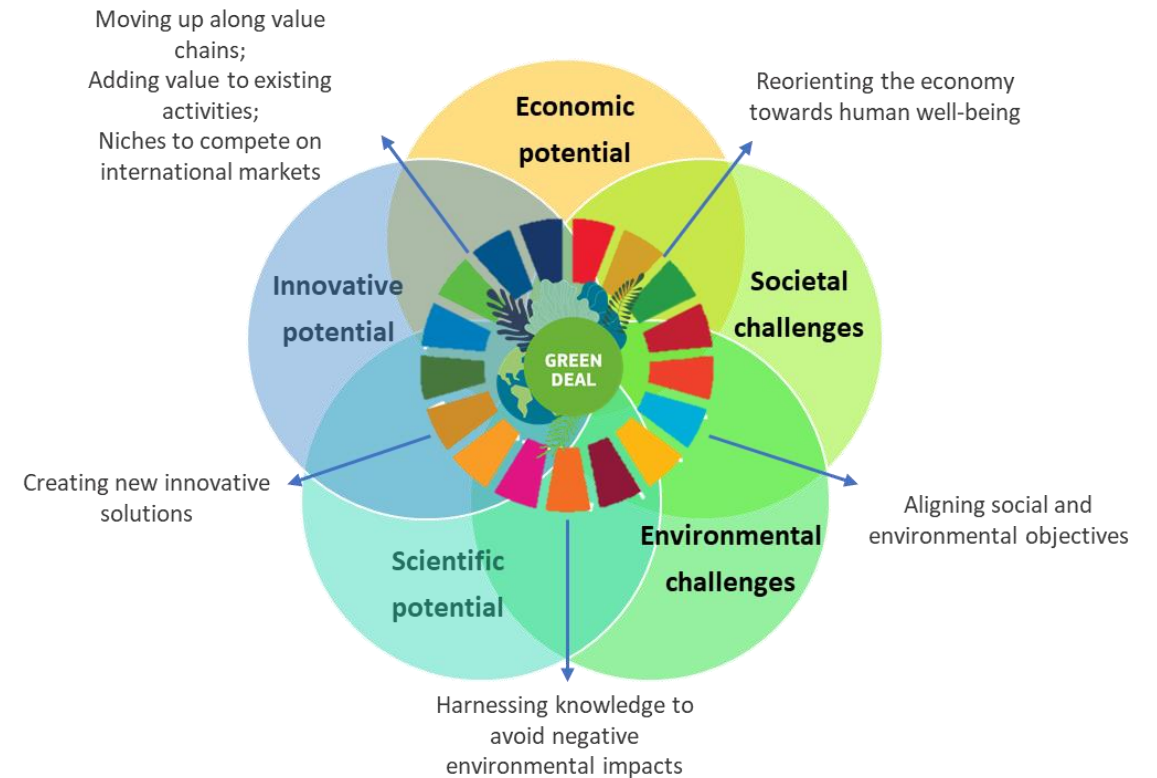 Moving up along value
chains;
Adding value to existing
activities;
Niches to compete on
international markets
Economic
potential
Reorienting the economy
towards human well-being
Innovative
potential
Societal
challenges
GREEN
DEAL
Creating new innovative
solutions
Aligning social and
environmental objectives
Scientific
potential
Environmental
challenges
Harnessing knowledge to
avoid negative
environmental impacts